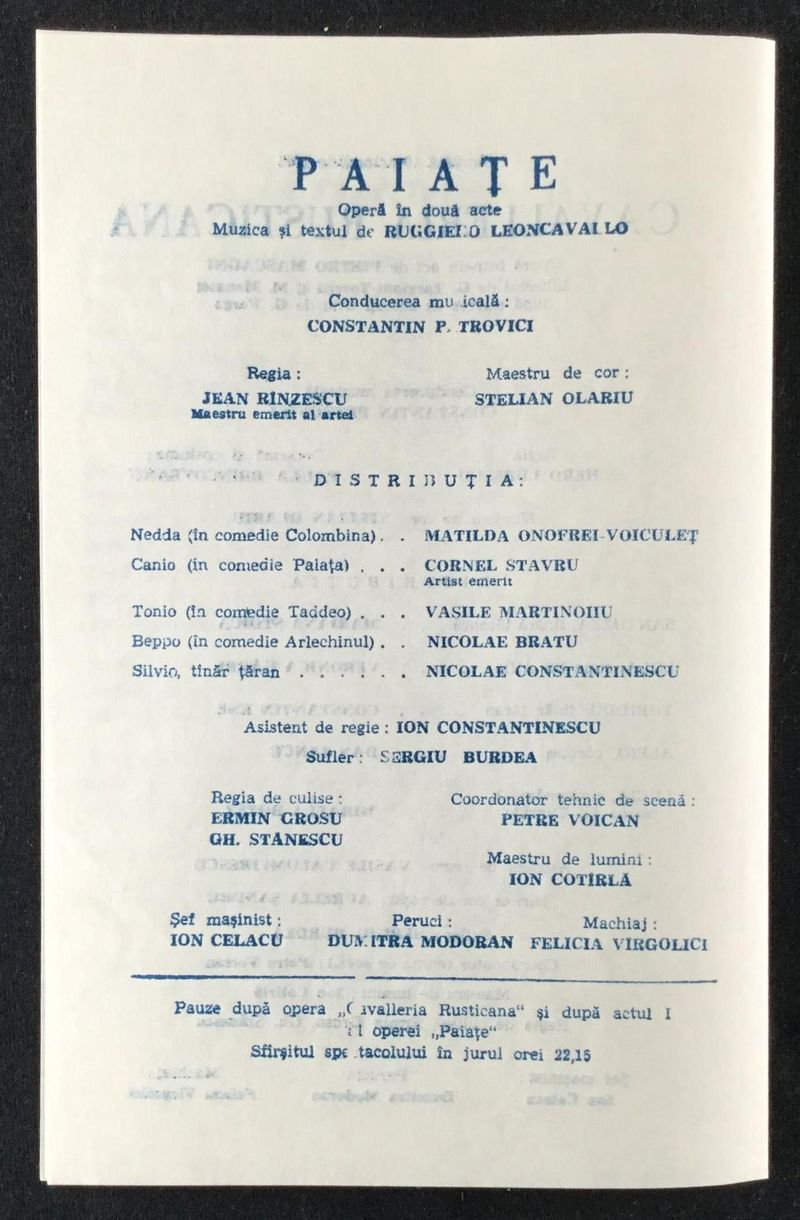 PAIAȚE
Operă în două acte
Muzica și textul de RUGGIERO LEONCAVALLO
Conducerea muzicală :
CONSTANTIN PETROVICI
Regia :
JEAN RÎNZESCU
Maestru emerit al artei
Maestru de cor :
STELIAN OLARIU
DISTRIBUȚIA:
Nedda (în comedie Colombina) . . MATILDA ONOFREI-VOICULEȚ
Canio (în comedie Paiața) . . . CORNEL STAVRU
Artist emerit
Tonio (în comedie Taddeo) . . . VASILE MARTINOIU
Beppo (în comedie Arlechinul) . . NICOLAE BRATU
Silvio, tînăr țăran . . . . . . NICOLAE CONSTANTINESCU
Asistent de regie : ION CONSTANTINESCU
Sufler : SERGIU BURDEA
Regia de culise :
ERMIN GROSU
GH. STĂNESCU
Coordonator tehnic de scenă :
PETRE VOICAN
Maestru de lumini :
ION COTÎRLĂ
Șef mașinist :
ION CELACU
Peruci :
DUMITRA MODORAN
Machiaj :
FELICIA VÎRGOLICI
Pauze după opera „Cavalleria Rusticana“ și după actul I
al operei „Paiațe“
Sfîrșitul spectacolului în jurul orei 22,15